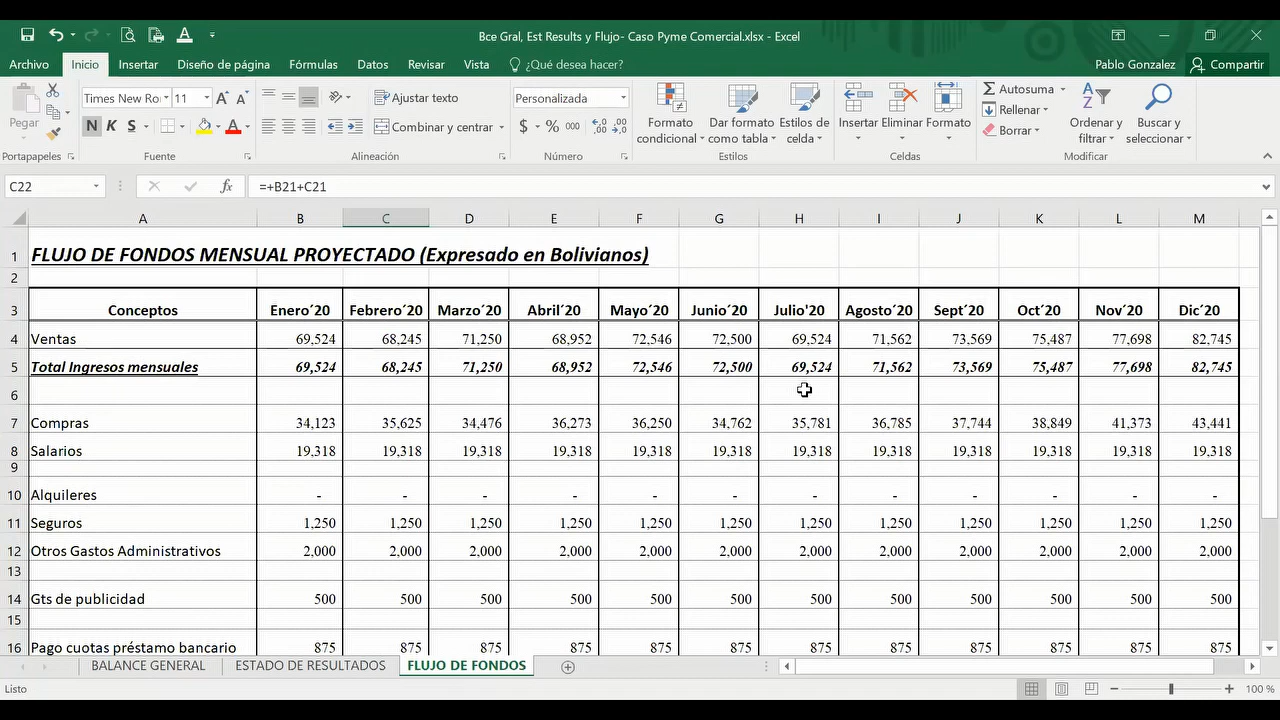 Bce Gral, Est Results y Flujo- Caso Pyme Comercial.xlsx - Excel
Archivo Inicio Insertar Diseño de página Fórmulas Datos Revisar Vista ¿Qué desea hacer? Pablo Gonzalez Compartir
Pegar
Times New Ro 11
N K S
Ajustar texto
Combinar y centrar
Personalizada
$ % 000
Formato condicional
Dar formato como tabla
Estilos de celda
Insertar Eliminar Formato
Autosuma
Rellenar
Borrar
Ordenar y filtrar
Buscar y seleccionar
Portapapeles Fuente Alineación Número Estilos Celdas Modificar
C22 fx =+B21+C21
A B C D E F G H I J K L M
1 FLUJO DE FONDOS MENSUAL PROYECTADO (Expresado en Bolivianos)
2
3 Conceptos Enero´20 Febrero´20 Marzo´20 Abril´20 Mayo´20 Junio´20 Julio'20 Agosto´20 Sept´20 Oct´20 Nov´20 Dic´20
4 Ventas 69,524 68,245 71,250 68,952 72,546 72,500 69,524 71,562 73,569 75,487 77,698 82,745
5 Total Ingresos mensuales 69,524 68,245 71,250 68,952 72,546 72,500 69,524 71,562 73,569 75,487 77,698 82,745
6
7 Compras 34,123 35,625 34,476 36,273 36,250 34,762 35,781 36,785 37,744 38,849 41,373 43,441
8 Salarios 19,318 19,318 19,318 19,318 19,318 19,318 19,318 19,318 19,318 19,318 19,318 19,318
9
10 Alquileres - - - - - - - - - - - -
11 Seguros 1,250 1,250 1,250 1,250 1,250 1,250 1,250 1,250 1,250 1,250 1,250 1,250
12 Otros Gastos Administrativos 2,000 2,000 2,000 2,000 2,000 2,000 2,000 2,000 2,000 2,000 2,000 2,000
13
14 Gts de publicidad 500 500 500 500 500 500 500 500 500 500 500 500
15
16 Pago cuotas préstamo bancario 875 875 875 875 875 875 875 875 875 875 875 875
BALANCE GENERAL ESTADO DE RESULTADOS FLUJO DE FONDOS
Listo 100 %